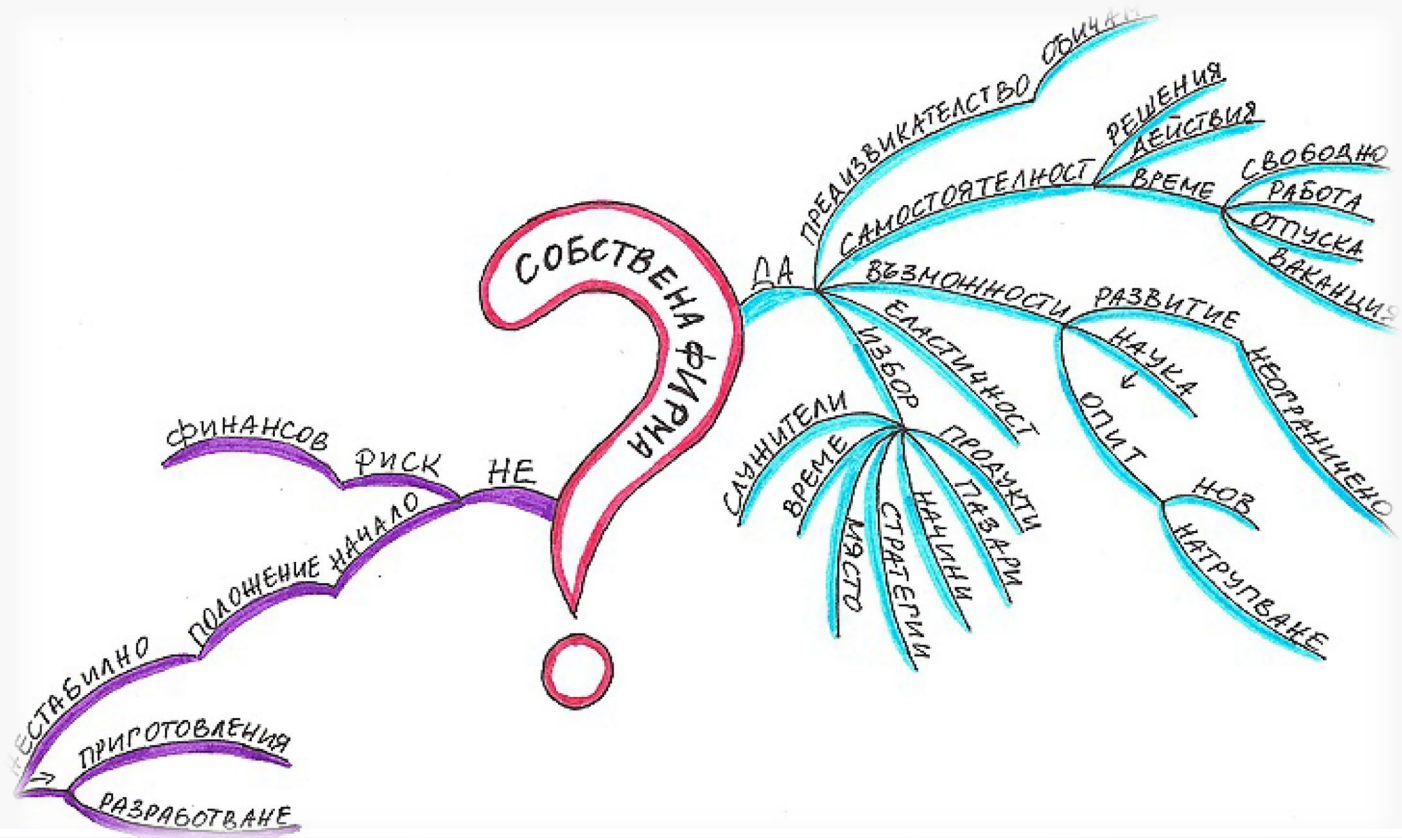 СОБСТВЕНА ФИРМА
ДА
ПРЕДИЗВИКАТЕЛСТВО
ОБИЧАМ
САМОСТОЯТЕЛНОСТ
РЕШЕНИЯ
ДЕЙСТВИЯ
ВРЕМЕ
СВОБОДНО
РАБОТА
ОТПУСКА
ВАКАНЦИЯ
ВЪЗМОЖНОСТИ
РАЗВИТИЕ
НЕОГРАНИЧЕНО
НАУКА
ОПИТ
НОВ
НАТРУПВАНЕ
ЕЛАСТИЧНОСТ
ИЗБОР
ПРОДУКТИ
ПАЗАРИ
НАЧИНИ
СТРАТЕГИИ
МЯСТО
ВРЕМЕ
СЛУЖИТЕЛИ
НЕ
РИСК
ФИНАНСОВ
НАЧАЛО
ПОЛОЖЕНИЕ
НЕСТАБИЛНО
ПРИГОТОВЛЕНИЯ
РАЗРАБОТВАНЕ